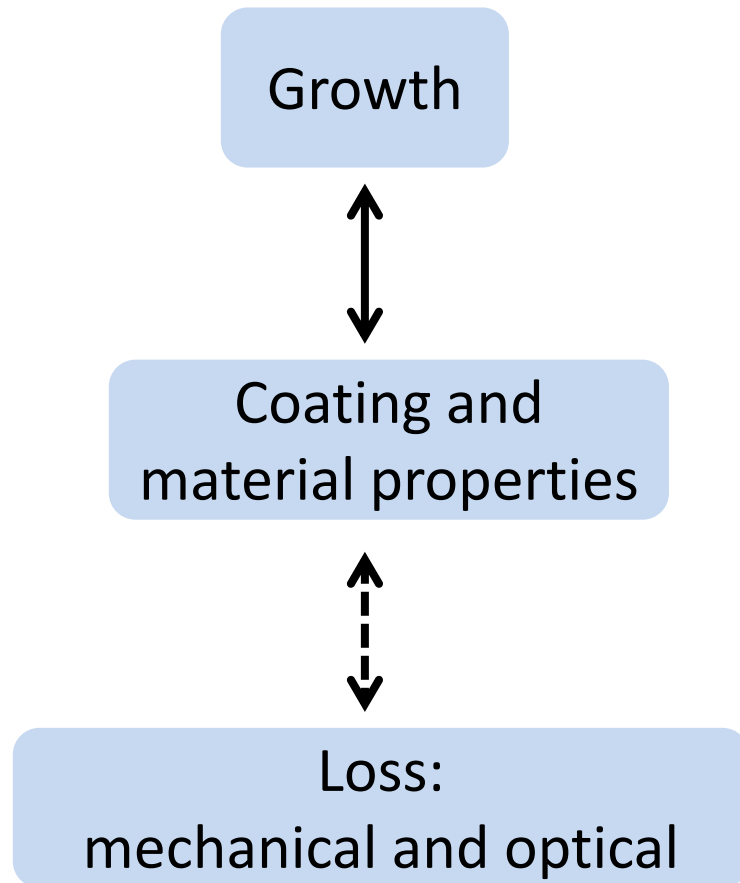 Growth
Coating and
material properties
Loss:
mechanical and optical